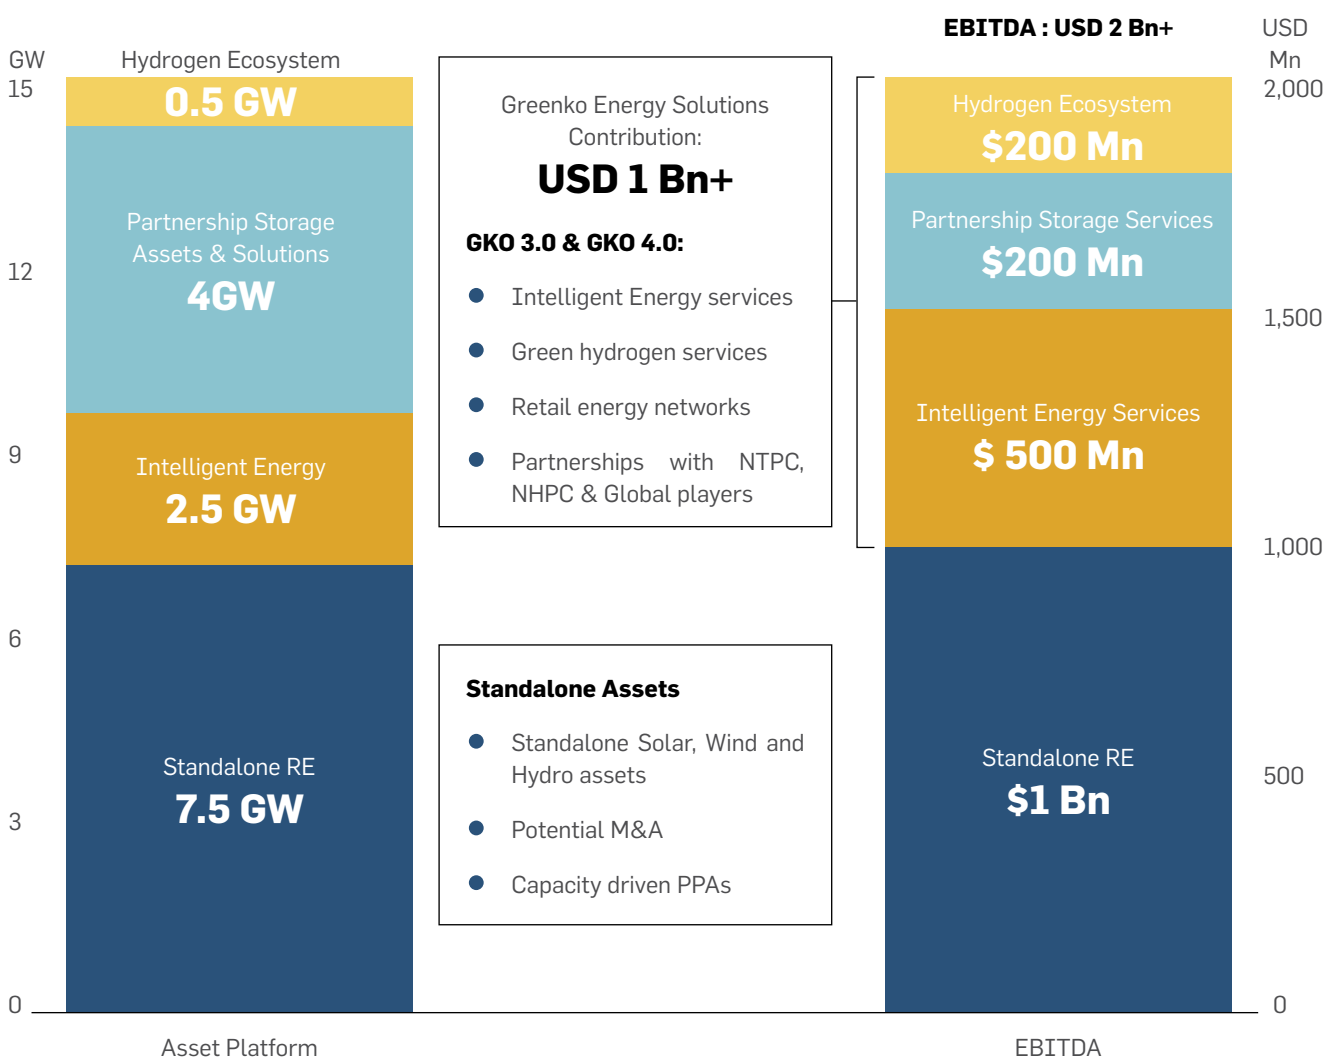 EBITDA : USD 2 Bn+
USD
Mn
GW
Hydrogen Ecosystem
15
12
9
6
3
0
0.5 GW
Partnership Storage
Assets & Solutions
4GW
Intelligent Energy
2.5 GW
Standalone RE
7.5 GW
Asset Platform
Greenko Energy Solutions
Contribution:
USD 1 Bn+
GKO 3.0 & GKO 4.0:
Intelligent Energy services
Green hydrogen services
Retail energy networks
Partnerships with NTPC,
NHPC & Global players
Standalone Assets
Standalone Solar, Wind and
Hydro assets
Potential M&A
Capacity driven PPAs
Hydrogen Ecosystem
$200 Mn
Partnership Storage Services
$200 Mn
Intelligent Energy Services
$ 500 Mn
Standalone RE
$1 Bn
EBITDA
2,000
1,500
1,000
500
0